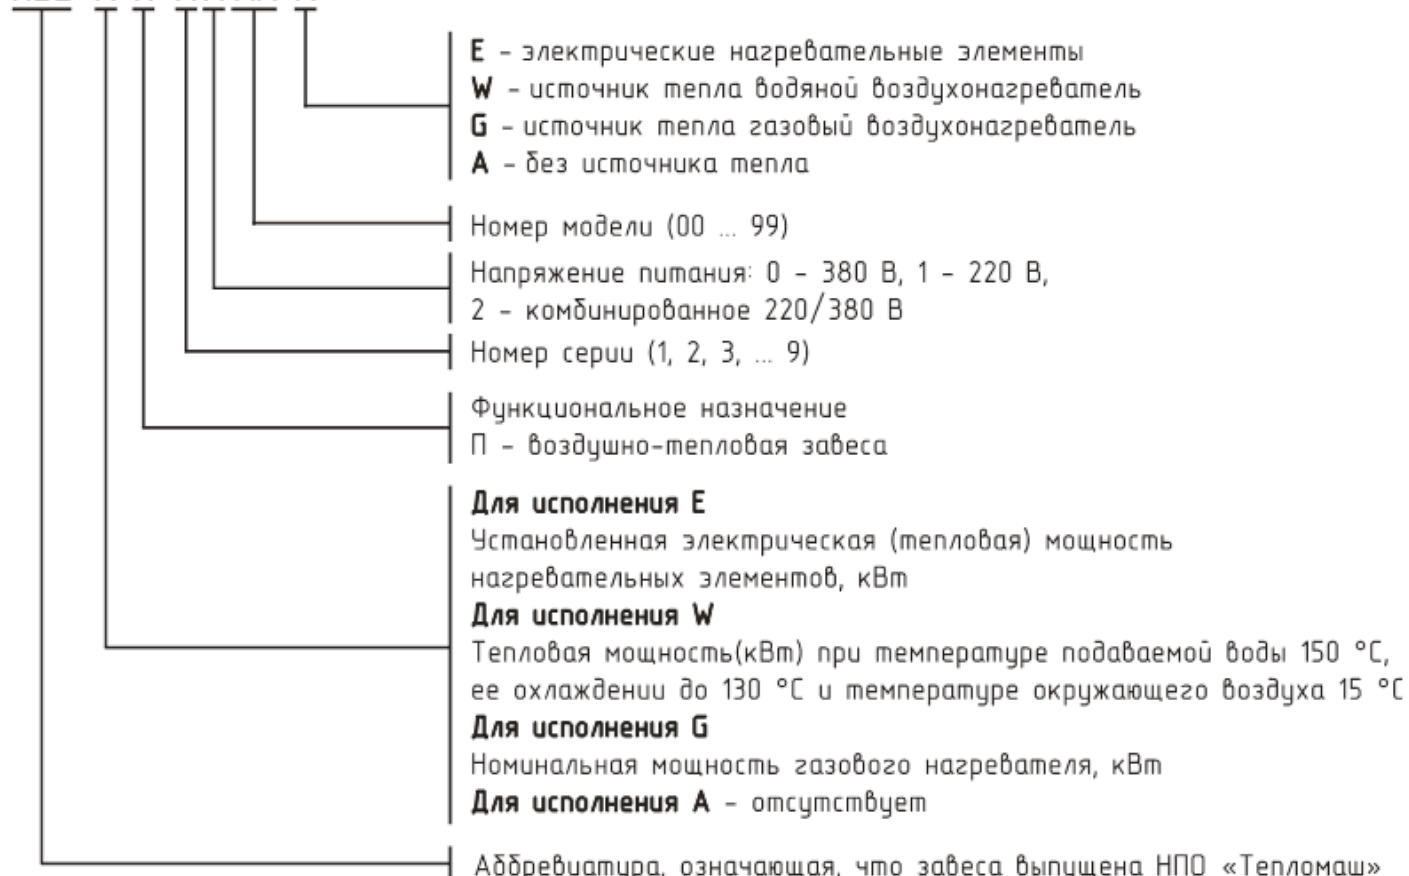 E – электрические нагревательные элементы
W – источник тепла водяной воздухонагреватель
G – источник тепла газовый воздухонагреватель
A – без источника тепла
Номер модели (00 ... 99)
Напряжение питания: 0 – 380 В, 1 – 220 В,
2 – комбинированное 220/380 В
Номер серии (1, 2, 3, ... 9)
Функциональное назначение
П – воздушно-тепловая завеса
Для исполнения E
Установленная электрическая (тепловая) мощность
нагревательных элементов, кВт
Для исполнения W
Тепловая мощность(кВт) при температуре подаваемой воды 150 °C,
ее охлаждении до 130 °C и температуре окружающего воздуха 15 °C
Для исполнения G
Номинальная мощность газового нагревателя, кВт
Для исполнения A – отсутствует
Аббревиатура, означающая, что завеса выпущена НПО «Тепломаш»